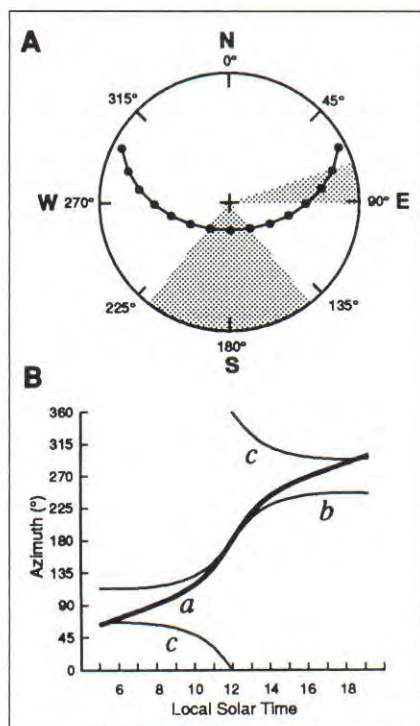 A
N
0°
315°
45°
W
270°
90°
E
225°
135°
180°
S
B
360
315
270
225
180
135
90
45
0
Azimuth (°)
c
b
a
c
6 8 10 12 14 16 18
Local Solar Time